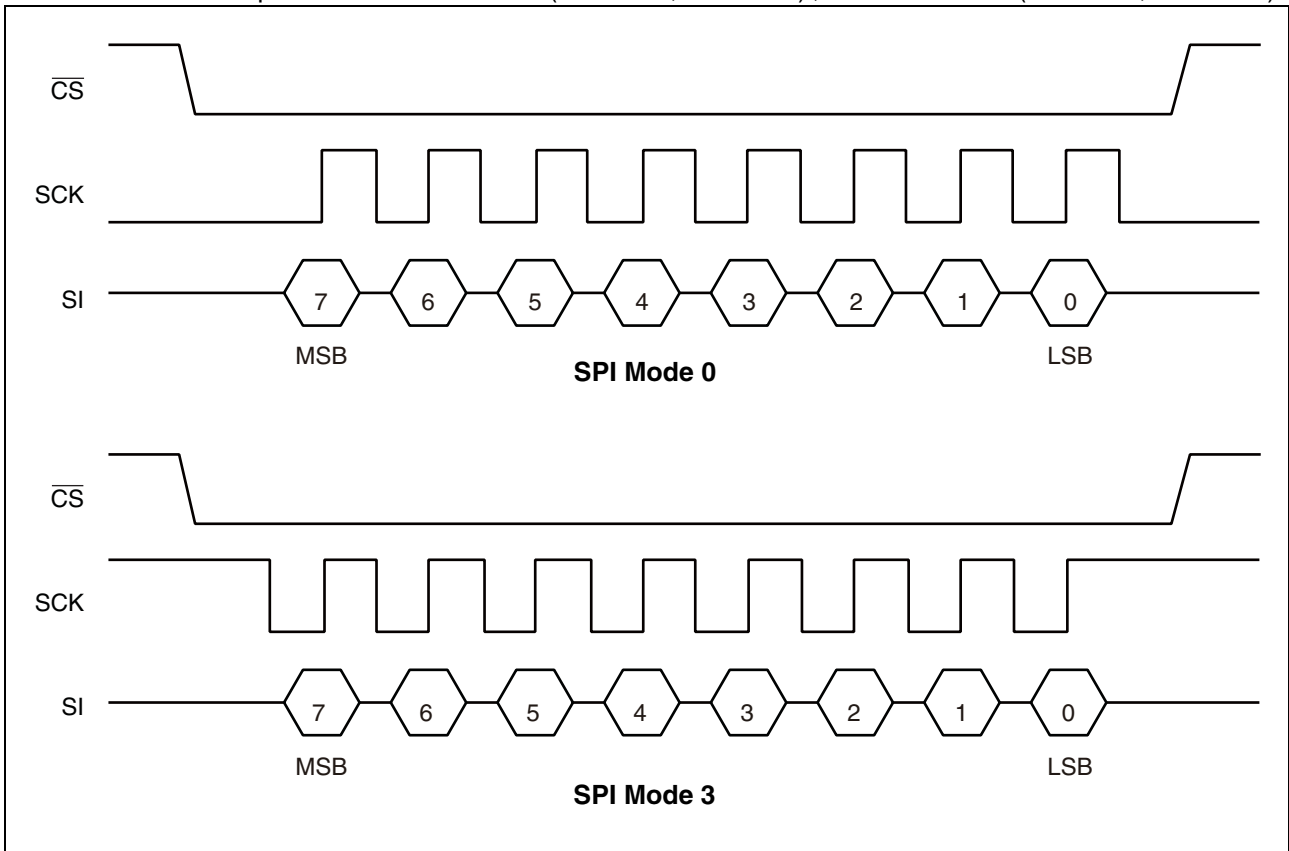 CS
SCK
SI
7 6 5 4 3 2 1 0
MSB LSB
SPI Mode 0
CS
SCK
SI
7 6 5 4 3 2 1 0
MSB LSB
SPI Mode 3